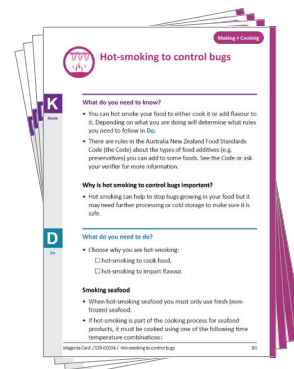 Making + Cooking
Hot-smoking to control bugs
K
Know
What do you need to know?
• You can hot smoke your food to either cook it or add flavour to
it. Depending on what you are doing will determine what rules
you need to follow in Do.
• There are rules in the Australia New Zealand Food Standards
Code (the Code) about the types of food additives (e.g.
preservatives) you can add to some foods. See the Code or ask
your verifier for more information.
Why is hot smoking to control bugs important?
• Hot smoking can help to stop bugs growing in your food but it
may need further processing or cold storage to make sure it is
safe.
D
Do
What do you need to do?
• Choose why you are hot-smoking:
☐ hot-smoking to cook food,
☐ hot-smoking to impart flavour.
Smoking seafood
• When hot-smoking seafood you must only use fresh (non-
frozen) seafood.
• If hot-smoking is part of the cooking process for seafood
products, it must be cooked using one of the following time
temperature combinations:
Magenta Card / S39-00004 / Hot-smoking to control bugs 80